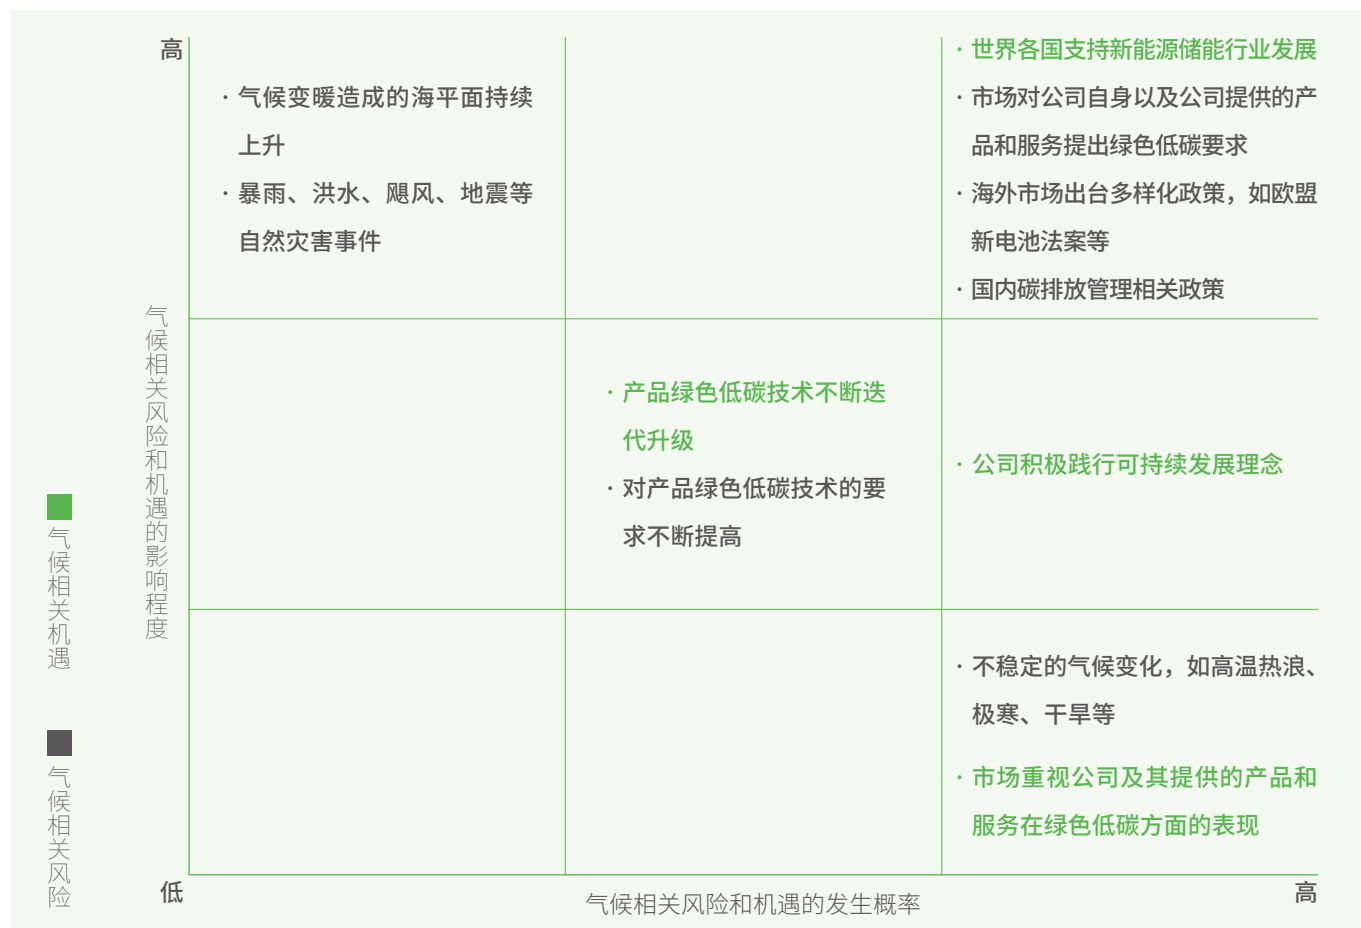 高
· 气候变暖造成的海平面持续
上升
· 暴雨、洪水、飓风、地震等
自然灾害事件
· 世界各国支持新能源储能行业发展
· 市场对公司自身以及公司提供的产
品和服务提出绿色低碳要求
· 海外市场出台多样化政策，如欧盟
新电池法案等
· 国内碳排放管理相关政策
气候相关风险和机遇的影响程度
· 产品绿色低碳技术不断迭
代升级
· 对产品绿色低碳技术的要
求不断提高
· 公司积极践行可持续发展理念
气候相关机遇
气候相关风险
· 不稳定的气候变化，如高温热浪、
极寒、干旱等
· 市场重视公司及其提供的产品和
服务在绿色低碳方面的表现
低
气候相关风险和机遇的发生概率
高